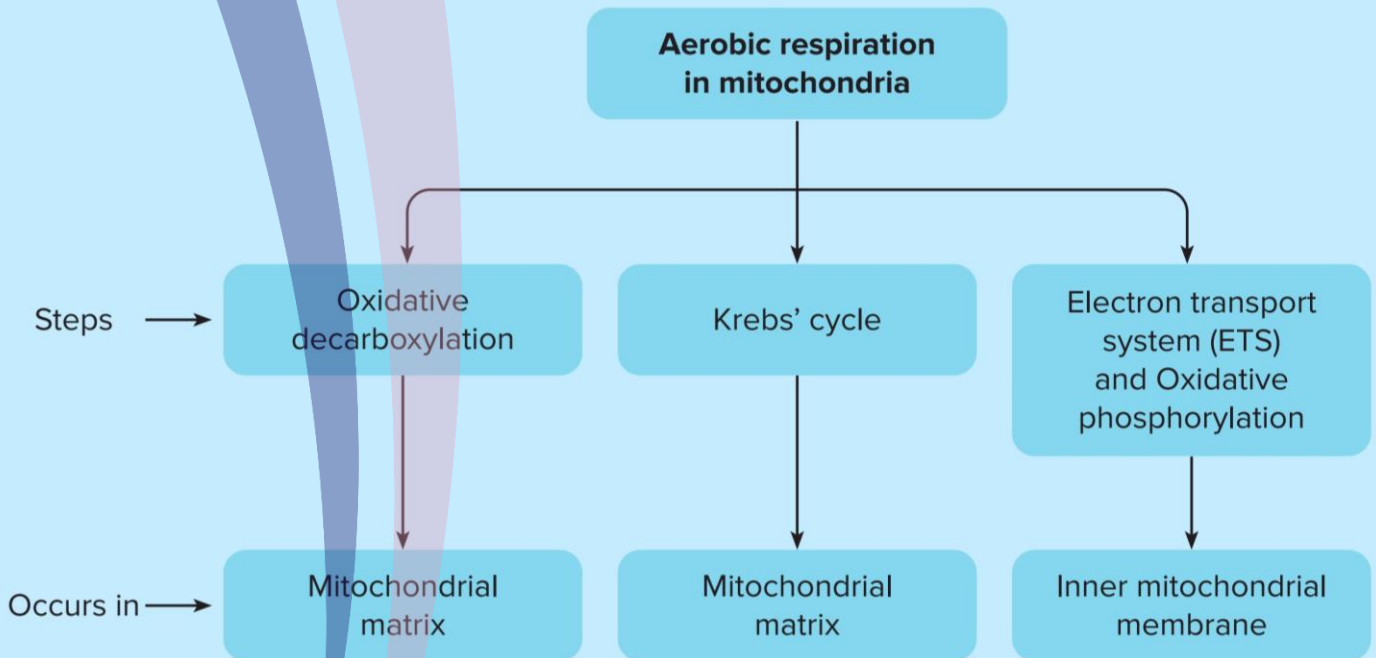 Aerobic respiration
in mitochondria
Steps
Oxidative
decarboxylation
Krebs’ cycle
Electron transport
system (ETS)
and Oxidative
phosphorylation
Occurs in
Mitochondrial
matrix
Mitochondrial
matrix
Inner mitochondrial
membrane